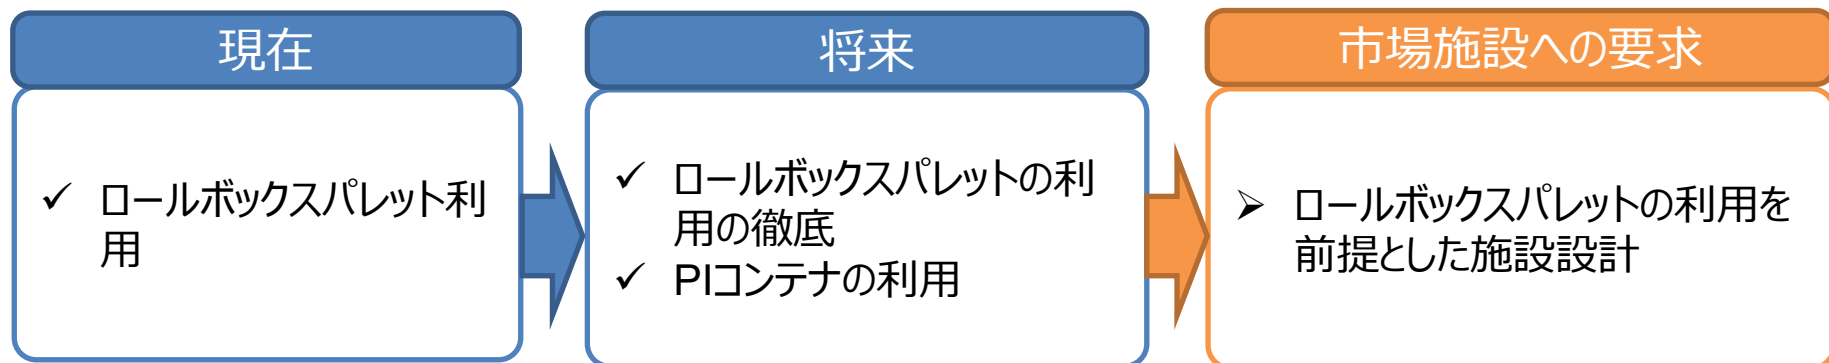 現在
✓ ロールボックスパレット利
用
将来
✓ ロールボックスパレットの利
用の徹底
✓ PIコンテナの利用
市場施設への要求
➢ ロールボックスパレットの利用を
前提とした施設設計